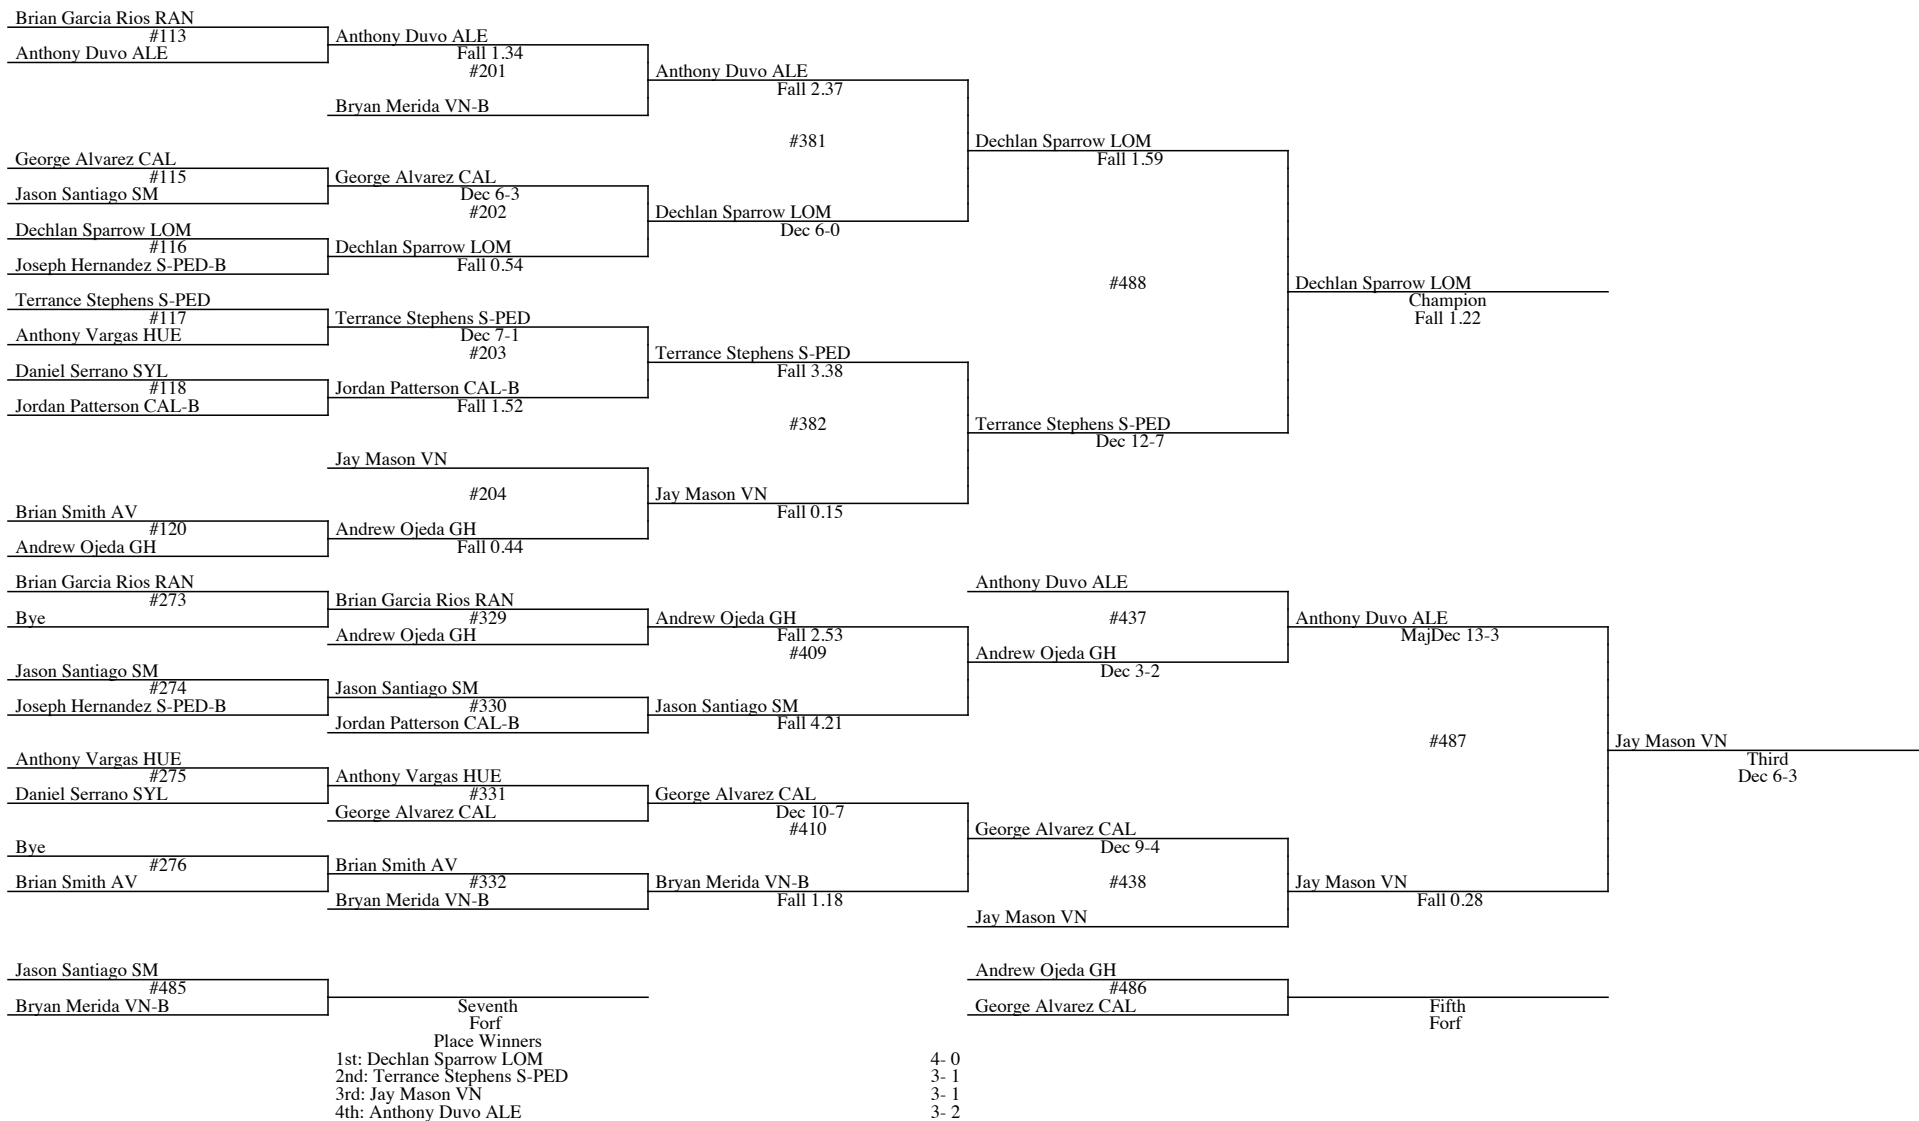 Brian Garcia Rios RAN
#113
Anthony Duvo ALE
Anthony Duvo ALE
Fall 1.34
#201
Bryan Merida VN-B
Anthony Duvo ALE
Fall 2.37
#381
George Alvarez CAL
#115
Jason Santiago SM
George Alvarez CAL
Dec 6-3
#202
Dechlan Sparrow LOM
#116
Joseph Hernandez S-PED-B
Dechlan Sparrow LOM
Fall 0.54
Dechlan Sparrow LOM
Dec 6-0
Dechlan Sparrow LOM
Fall 1.59
#488
Terrance Stephens S-PED
#117
Anthony Vargas HUE
Terrance Stephens S-PED
Dec 7-1
#203
Daniel Serrano SYL
#118
Jordan Patterson CAL-B
Jordan Patterson CAL-B
Fall 1.52
Terrance Stephens S-PED
Fall 3.38
#382
Jay Mason VN
#204
Brian Smith AV
#120
Andrew Ojeda GH
Andrew Ojeda GH
Fall 0.44
Jay Mason VN
Fall 0.15
Terrance Stephens S-PED
Dec 12-7
Dechlan Sparrow LOM
Champion
Fall 1.22
Brian Garcia Rios RAN
#273
Bye
Brian Garcia Rios RAN
#329
Andrew Ojeda GH
Andrew Ojeda GH
Fall 2.53
#409
Jason Santiago SM
#274
Joseph Hernandez S-PED-B
Jason Santiago SM
#330
Jordan Patterson CAL-B
Jason Santiago SM
Fall 4.21
Anthony Duvo ALE
#437
Andrew Ojeda GH
Dec 3-2
Anthony Duvo ALE
MajDec 13-3
#487
Anthony Vargas HUE
#275
Daniel Serrano SYL
Anthony Vargas HUE
#331
George Alvarez CAL
George Alvarez CAL
Dec 10-7
#410
Bye
#276
Brian Smith AV
Brian Smith AV
#332
Bryan Merida VN-B
Bryan Merida VN-B
Fall 1.18
George Alvarez CAL
Dec 9-4
#438
Jay Mason VN
Jay Mason VN
Fall 0.28
Jay Mason VN
Third
Dec 6-3
Jason Santiago SM
#485
Bryan Merida VN-B
Seventh
Forf
Andrew Ojeda GH
#486
George Alvarez CAL
Fifth
Forf
Place Winners
1st: Dechlan Sparrow LOM 4- 0
2nd: Terrance Stephens S-PED 3- 1
3rd: Jay Mason VN 3- 1
4th: Anthony Duvo ALE 3- 2